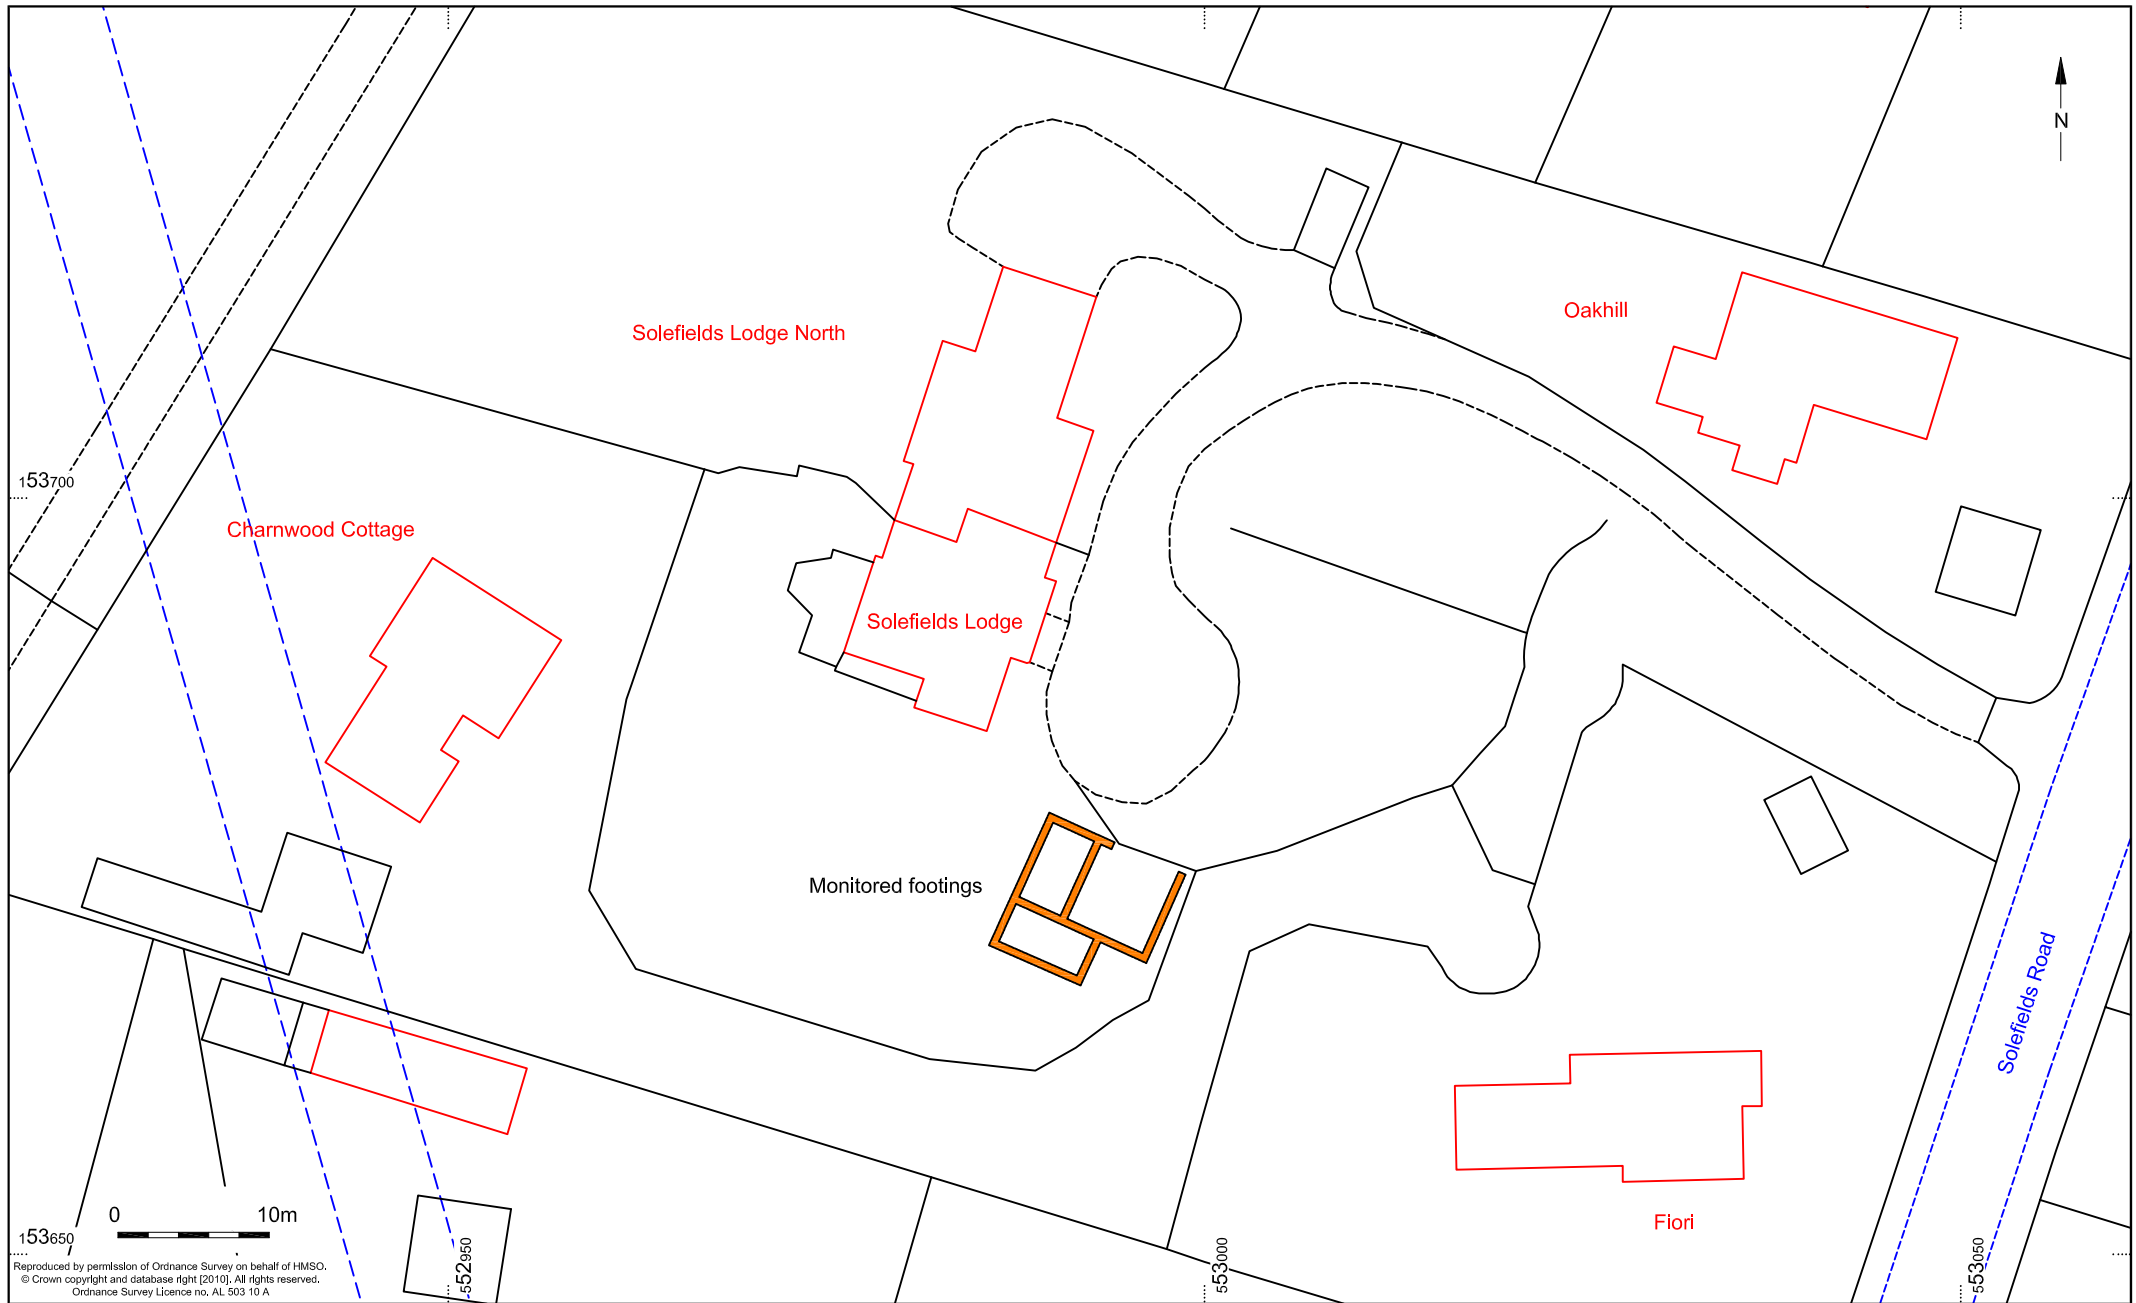 N
Oakhill
Solefields Lodge North
153700
Charnwood Cottage
Solefields Lodge
Monitored footings
Solefields Road
0 10m
Fiori
153650
552950
553000
553050
Reproduced by permission of Ordnance Survey on behalf of HMSO.
© Crown copyright and database right [2010]. All rights reserved.
Ordnance Survey Licence no. AL 503 10 A